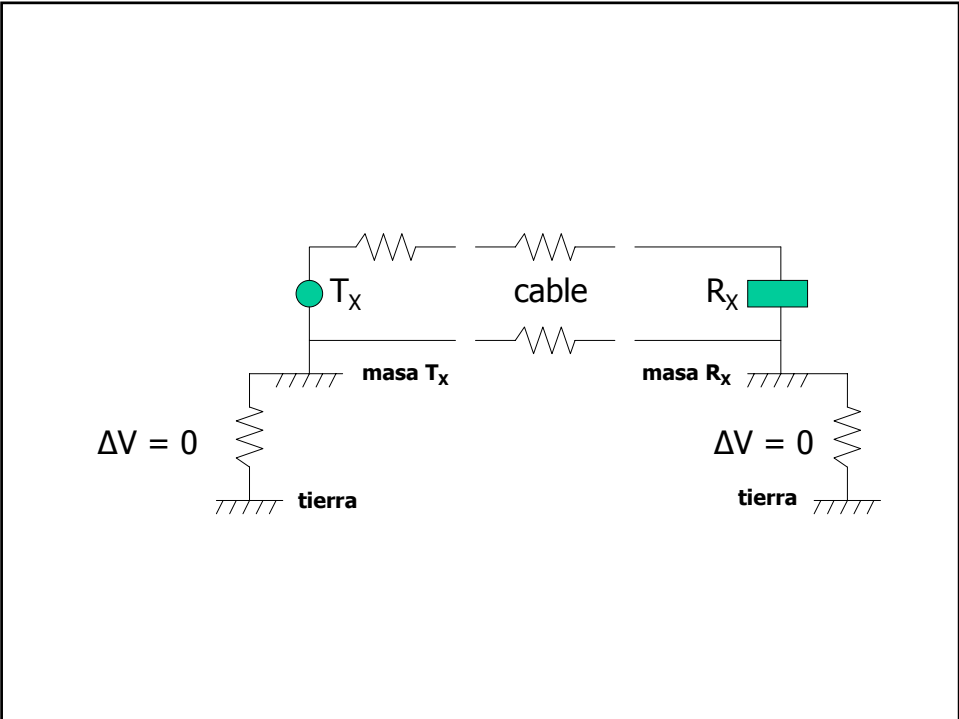 T_X
cable
R_X
masa T_X
masa R_X
ΔV = 0
ΔV = 0
tierra
tierra